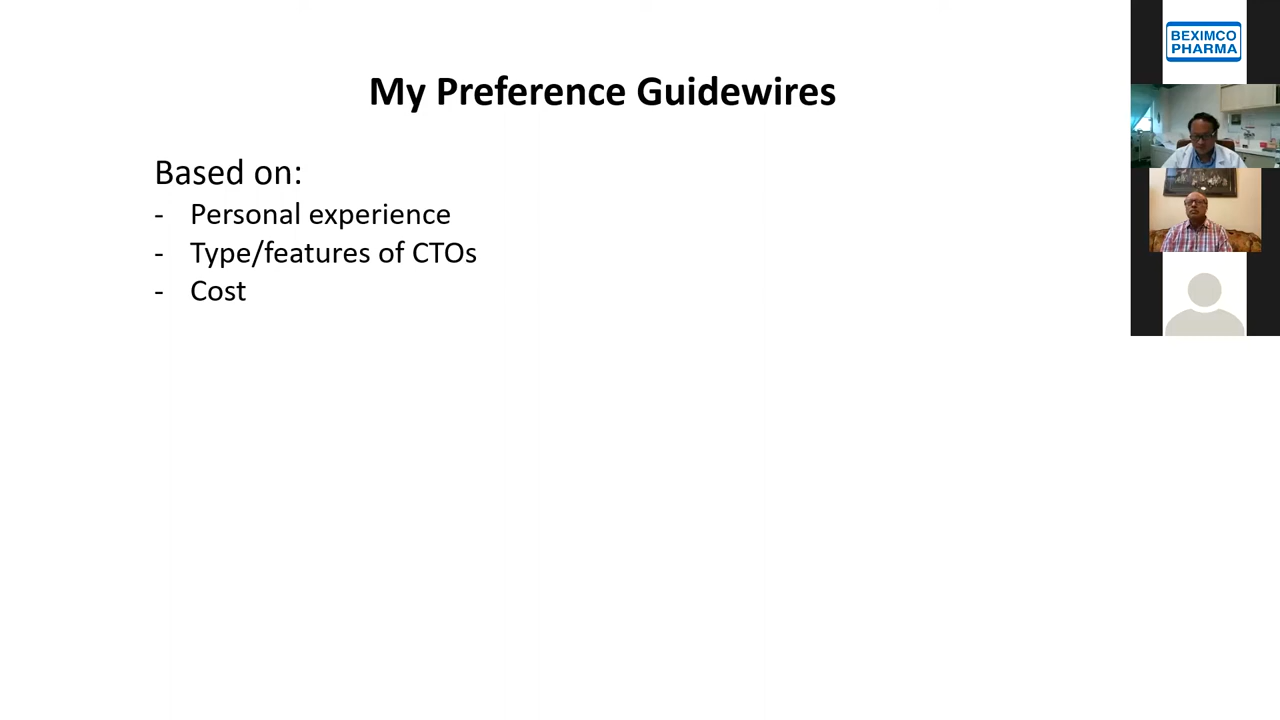 My Preference Guidewires
Based on:
- Personal experience
- Type/features of CTOs
- Cost
BEXIMCO
PHARMA